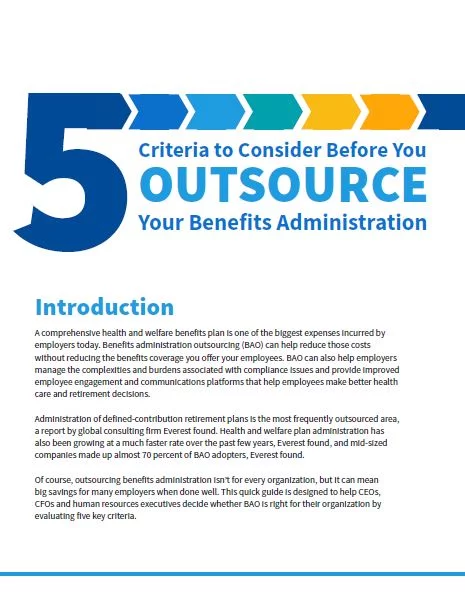 5
Criteria to Consider Before You
OUTSOURCE
Your Benefits Administration
Introduction
A comprehensive health and welfare benefits plan is one of the biggest expenses incurred by
employers today. Benefits administration outsourcing (BAO) can help reduce those costs
without reducing the benefits coverage you offer your employees. BAO can also help employers
manage the complexities and burdens associated with compliance issues and provide improved
employee engagement and communications platforms that help employees make better health
care and retirement decisions.
Administration of defined-contribution retirement plans is the most frequently outsourced area,
a report by global consulting firm Everest found. Health and welfare plan administration has
also been growing at a much faster rate over the past few years, Everest found, and mid-sized
companies made up almost 70 percent of BAO adopters, Everest found.
Of course, outsourcing benefits administration isn't for every organization, but it can mean
big savings for many employers when done well. This quick guide is designed to help CEOs,
CFOs and human resources executives decide whether BAO is right for their organization by
evaluating five key criteria.